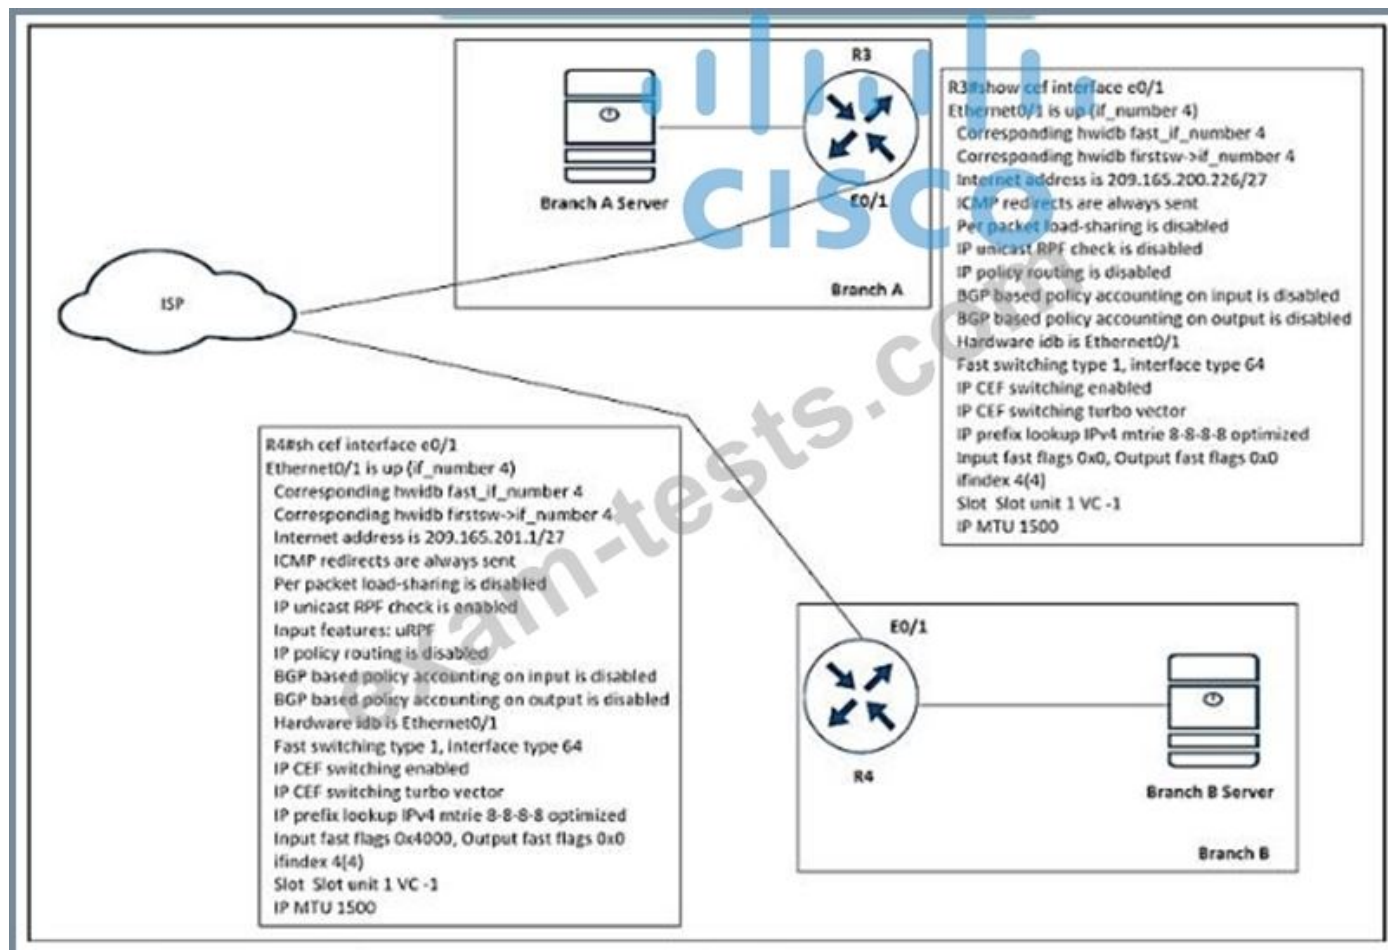 R3
Branch A Server
E0/1
Branch A
CISCO
ISP
R3#show cef interface e0/1
Ethernet0/1 is up (if_number 4)
Corresponding hwidb fast_if_number 4
Corresponding hwidb firstsw->if_number 4
Internet address is 209.165.200.226/27
ICMP redirects are always sent
Per packet load-sharing is disabled
IP unicast RPF check is disabled
IP policy routing is disabled
BGP based policy accounting on input is disabled
BGP based policy accounting on output is disabled
Hardware idb is Ethernet0/1
Fast switching type 1, interface type 64
IP CEF switching enabled
IP CEF switching turbo vector
IP prefix lookup IPv4 mtrie 8-8-8-8 optimized
Input fast flags 0x0, Output fast flags 0x0
ifindex 4(4)
Slot Slot unit 1 VC -1
IP MTU 1500
exam-tests.com
R4#sh cef interface e0/1
Ethernet0/1 is up (if_number 4)
Corresponding hwidb fast_if_number 4
Corresponding hwidb firstsw->if_number 4
Internet address is 209.165.201.1/27
ICMP redirects are always sent
Per packet load-sharing is disabled
IP unicast RPF check is enabled
Input features: uRPF
IP policy routing is disabled
BGP based policy accounting on input is disabled
BGP based policy accounting on output is disabled
Hardware idb is Ethernet0/1
Fast switching type 1, interface type 64
IP CEF switching enabled
IP CEF switching turbo vector
IP prefix lookup IPv4 mtrie 8-8-8-8 optimized
Input fast flags 0x4000, Output fast flags 0x0
ifindex 4(4)
Slot Slot unit 1 VC -1
IP MTU 1500
E0/1
R4
Branch B Server
Branch B